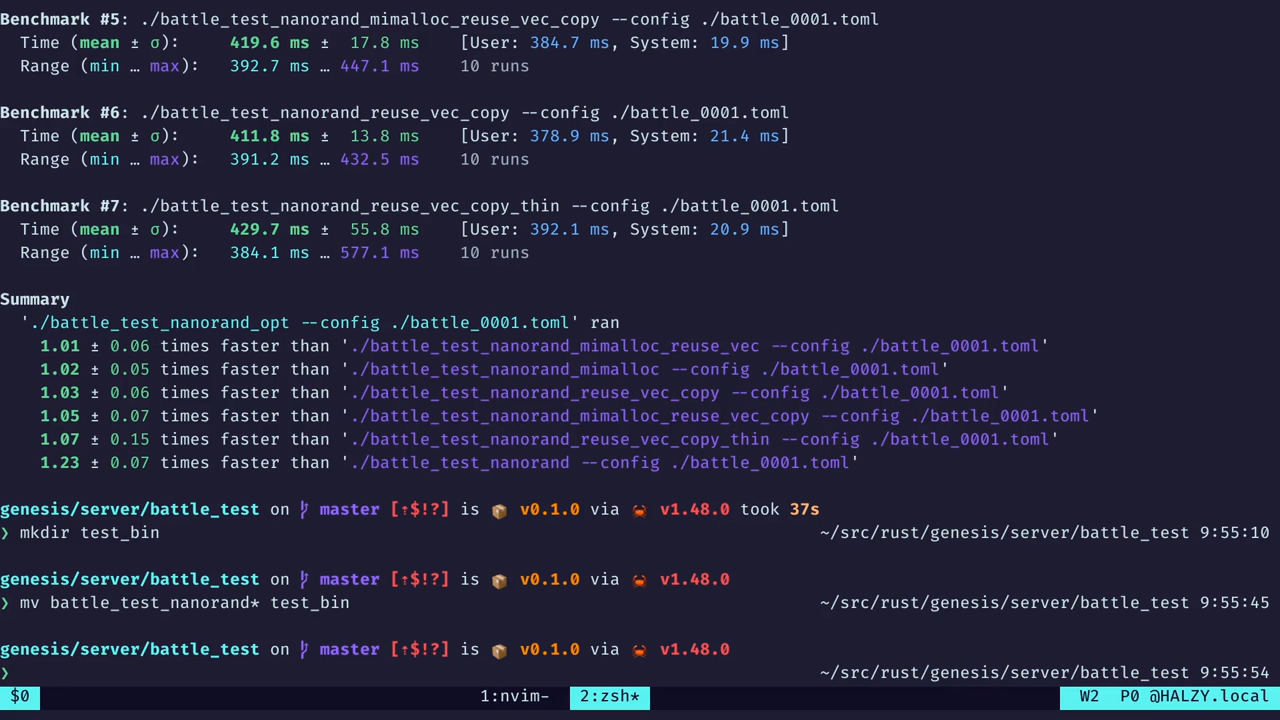 Benchmark #5: ./battle_test_nanorand_mimalloc_reuse_vec_copy --config ./battle_0001.toml
Time (mean ± σ): 419.6 ms ± 17.8 ms [User: 384.7 ms, System: 19.9 ms]
Range (min … max): 392.7 ms … 447.1 ms 10 runs
Benchmark #6: ./battle_test_nanorand_reuse_vec_copy --config ./battle_0001.toml
Time (mean ± σ): 411.8 ms ± 13.8 ms [User: 378.9 ms, System: 21.4 ms]
Range (min … max): 391.2 ms … 432.5 ms 10 runs
Benchmark #7: ./battle_test_nanorand_reuse_vec_copy_thin --config ./battle_0001.toml
Time (mean ± σ): 429.7 ms ± 55.8 ms [User: 392.1 ms, System: 20.9 ms]
Range (min … max): 384.1 ms … 577.1 ms 10 runs
Summary
'./battle_test_nanorand_opt --config ./battle_0001.toml' ran
1.01 ± 0.06 times faster than './battle_test_nanorand_mimalloc_reuse_vec --config ./battle_0001.toml'
1.02 ± 0.05 times faster than './battle_test_nanorand_mimalloc --config ./battle_0001.toml'
1.03 ± 0.06 times faster than './battle_test_nanorand_reuse_vec_copy --config ./battle_0001.toml'
1.05 ± 0.07 times faster than './battle_test_nanorand_mimalloc_reuse_vec_copy --config ./battle_0001.toml'
1.07 ± 0.15 times faster than './battle_test_nanorand_reuse_vec_copy_thin --config ./battle_0001.toml'
1.23 ± 0.07 times faster than './battle_test_nanorand --config ./battle_0001.toml'
genesis/server/battle_test on master [↑$!?] is 📦 v0.1.0 via 🦀 v1.48.0 took 37s
❯ mkdir test_bin ~/src/rust/genesis/server/battle_test 9:55:10
genesis/server/battle_test on master [↑$!?] is 📦 v0.1.0 via 🦀 v1.48.0
❯ mv battle_test_nanorand* test_bin ~/src/rust/genesis/server/battle_test 9:55:45
genesis/server/battle_test on master [↑$!?] is 📦 v0.1.0 via 🦀 v1.48.0
❯ ~/src/rust/genesis/server/battle_test 9:55:54
$0 1:nvim- 2:zsh* W2 P0 @HALZY.local